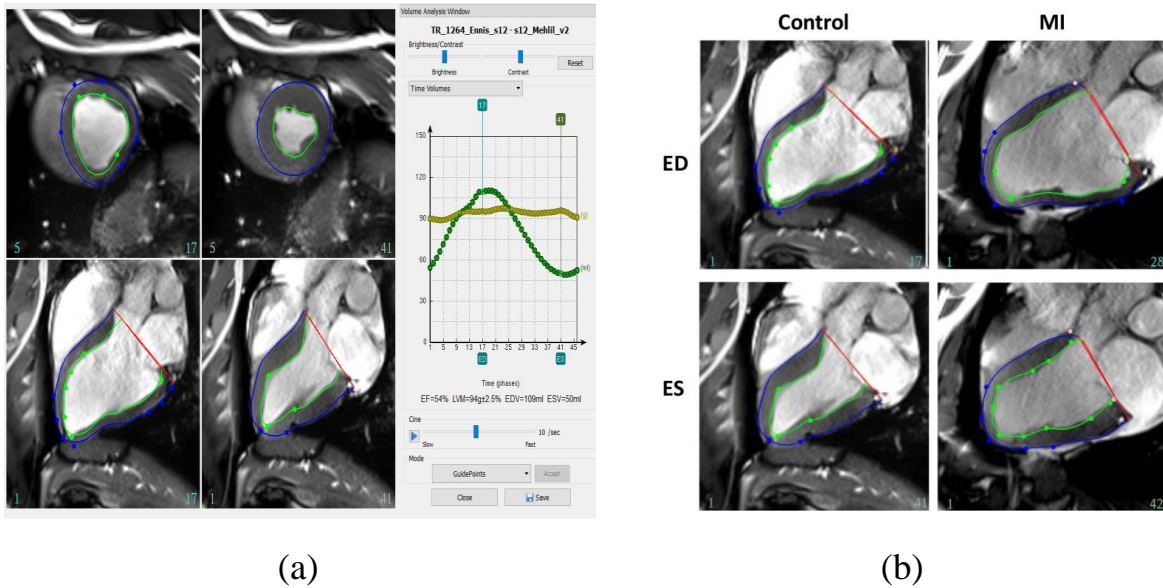 Volume Analysis Window
TR_1264_Ennis_s12 - s12_Mehlil_v2
Brightness/Contrast
Brightness
Contrast
Reset
Time Volumes
17
41
150
120
90
60
30
0
(g)
(ml)
1 5 9 13 17 21 25 29 33 37 41 45
ED
ES
Time (phases)
EF=54% LVM=94g±2.5% EDV=109ml ESV=50ml
Cine
10 /sec
Slow
Fast
Mode
GuidePoints
Accept
Close
Save
5 17
5 41
1 17
1 41
(a)
Control
MI
ED
1 17
1 28
ES
1 41
1 42
(b)